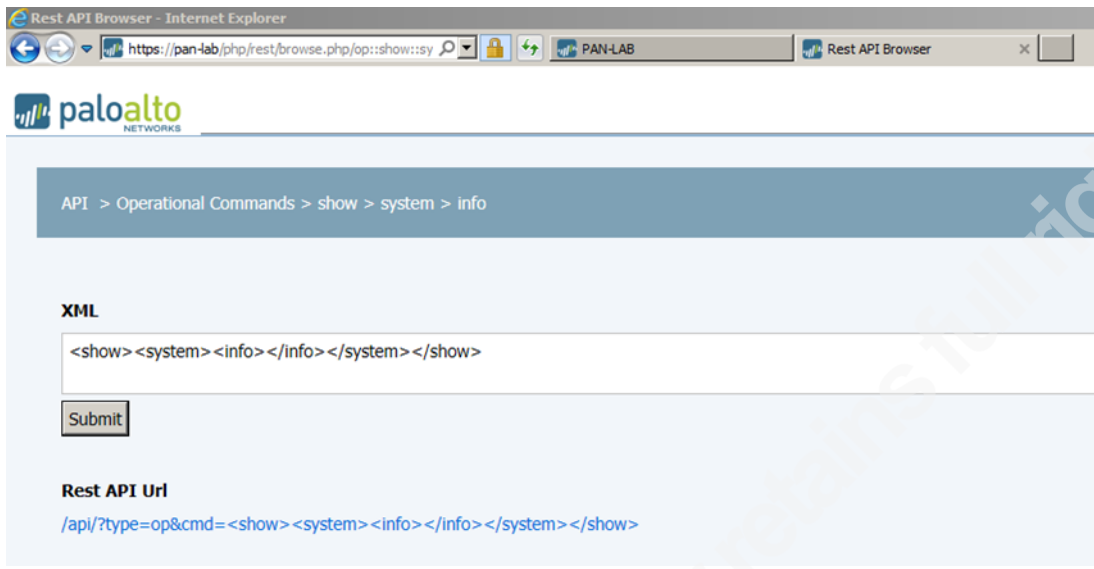 Rest API Browser - Internet Explorer
https://pan-lab/php/rest/browse.php/op::show::sy
PAN-LAB
Rest API Browser
paloalto
NETWORKS
API > Operational Commands > show > system > info
XML
<show><system><info></info></system></show>
Submit
Rest API Url
/api/?type=op&cmd=<show><system><info></info></system></show>